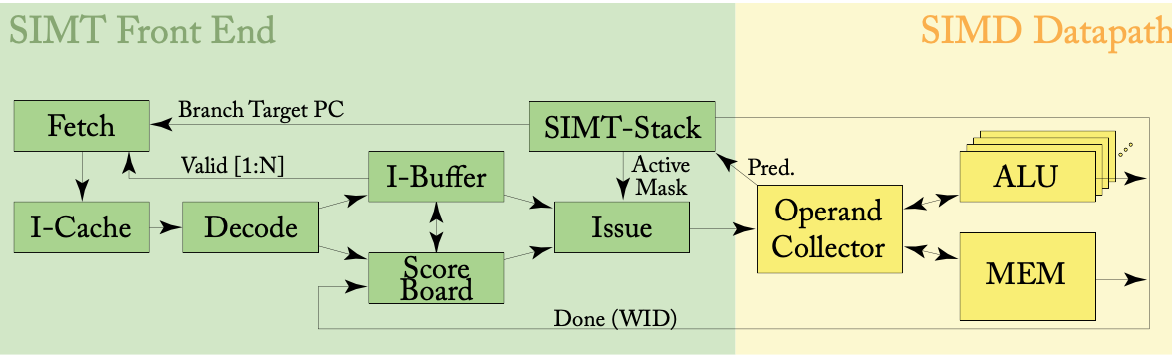 SIMT Front End
SIMD Datapath
Fetch
Branch Target PC
SIMT-Stack
Valid [1:N]
I-Buffer
Active
Mask
Pred.
ALU
I-Cache
Decode
Issue
Operand
Collector
Score
Board
MEM
Done (WID)